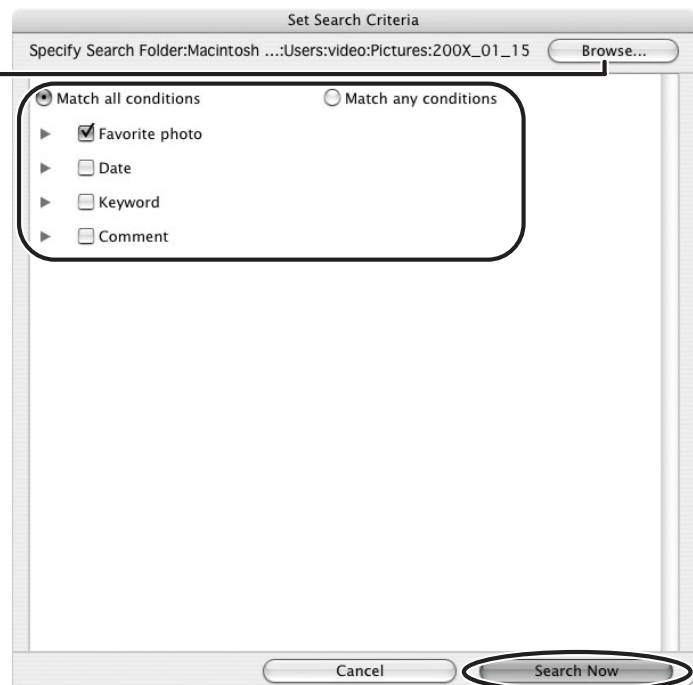 Set Search Criteria
Specify Search Folder:Macintosh ...:Users:video:Pictures:200X_01_15 Browse...
Match all conditions Match any conditions
Favorite photo
Date
Keyword
Comment
Cancel Search Now